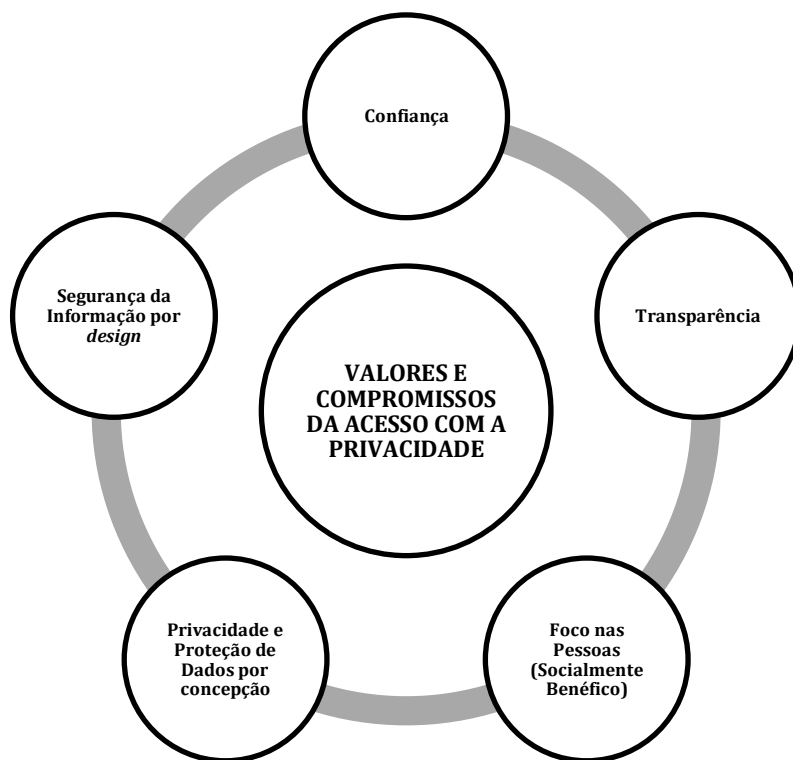 Confiança
Transparência
Foco nas
Pessoas
(Socialmente
Benéfico)
Privacidade e
Proteção de
Dados por
concepção
Segurança da
Informação por
design
VALORES E
COMPROMISSOS
DA ACESSO COM A
PRIVACIDADE